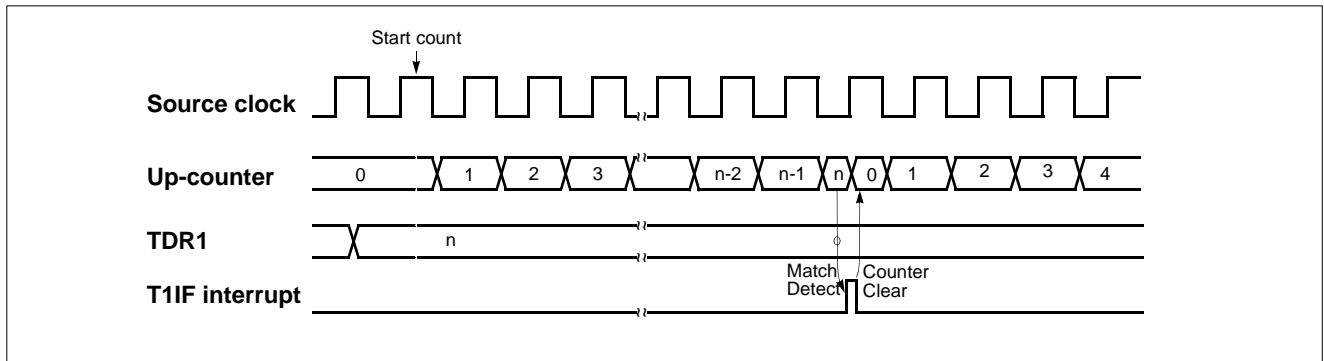 Start count
Source clock
Up-counter
0 1 2 3 n-2 n-1 n 0 1 2 3 4
TDR1
n
Match
Detect
Counter
Clear
T1IF interrupt